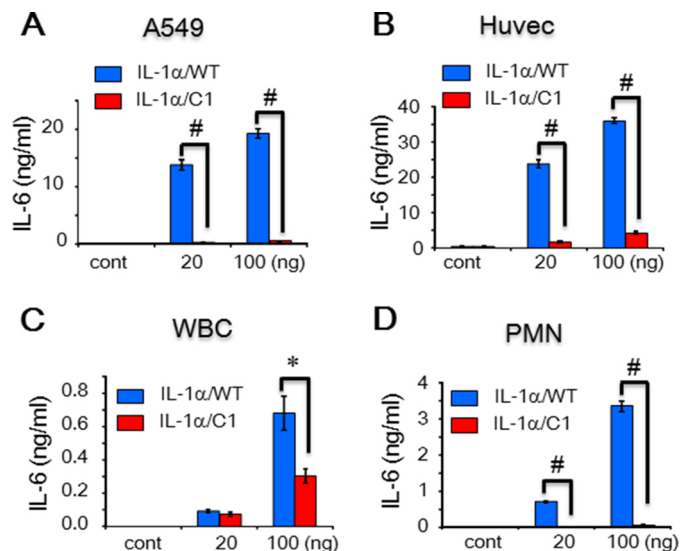 A
A549
IL-1α/WT
IL-1α/C1
IL-6 (ng/ml)
20
10
0
#
#
cont
20
100 (ng)
B
Huvec
IL-1α/WT
IL-1α/C1
IL-6 (ng/ml)
40
30
20
10
0
#
#
cont
20
100 (ng)
C
WBC
IL-1α/WT
IL-1α/C1
IL-6 (ng/ml)
0.8
0.6
0.4
0.2
0.0
*
cont
20
100 (ng)
D
PMN
IL-1α/WT
IL-1α/C1
IL-6 (ng/ml)
4
3
2
1
0
#
#
cont
20
100 (ng)